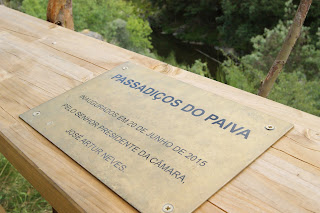 PASSADIÇOS DO PAIVA
INAUGURADOS EM 20 DE JUNHO DE 2015
PELO SENHOR PRESIDENTE DA CÂMARA,
JOSÉ ARTUR NEVES.